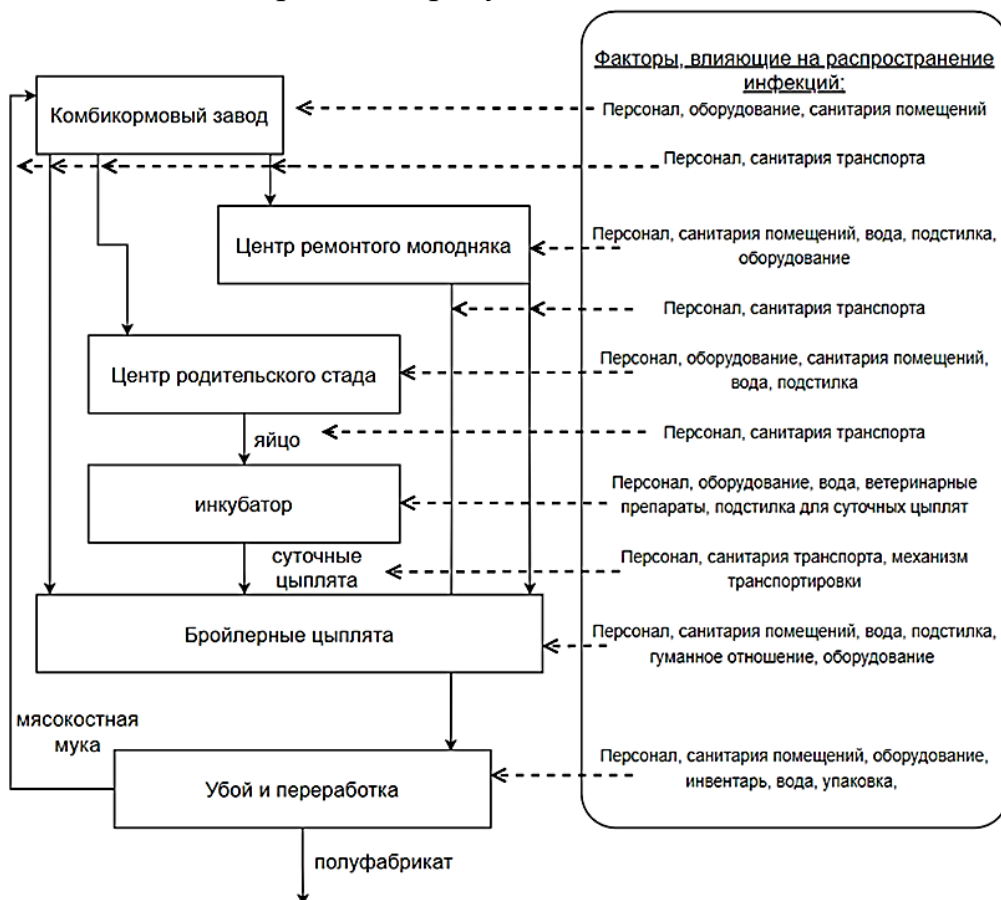 Факторы, влияющие на распространение
инфекций:
Комбикормовый завод
Персонал, оборудование, санитария помещений
Персонал, санитария транспорта
Центр ремонтого молодняка
Персонал, санитария помещений, вода, подстилка,
оборудование
Персонал, санитария транспорта
Центр родительского стада
Персонал, оборудование, санитария помещений,
вода, подстилка
яйцо
Персонал, санитария транспорта
инкубатор
Персонал, оборудование, вода, ветеринарные
препараты, подстилка для суточных цыплят
суточные
цыплята
Персонал, санитария транспорта, механизм
транспортировки
Бройлерные цыплята
Персонал, санитария помещений, вода, подстилка,
гуманное отношение, оборудование
мясокостная
мука
Убой и переработка
Персонал, санитария помещений, оборудование,
инвентарь, вода, упаковка,
полуфабрикат